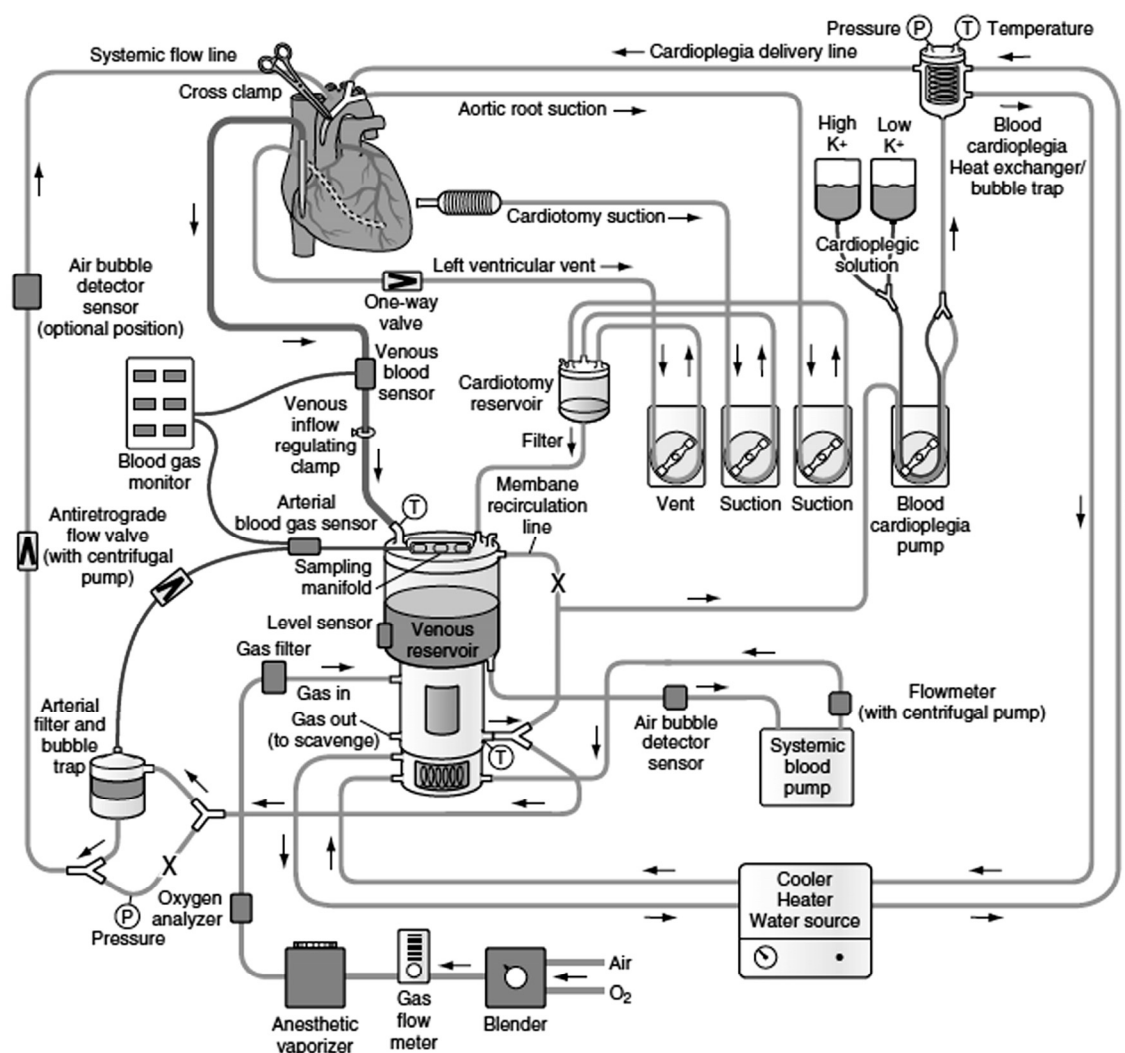 Systemic flow line
Cross clamp
Cardioplegia delivery line
Pressure P T Temperature
Aortic root suction
High
K+
Low
K+
Blood
cardioplegia
Heat exchanger/
bubble trap
Cardiotomy suction
Cardioplegic
solution
Left ventricular vent
One-way
valve
Air bubble
detector
sensor
(optional position)
Venous
blood
sensor
Cardiotomy
reservoir
Filter
Venous
inflow
regulating
clamp
Blood gas
monitor
Vent
Suction
Suction
Blood
cardioplegia
pump
Membane
recirculation
line
T
Arterial
blood gas sensor
Antiretrograde
flow valve
(with centrifugal
pump)
Sampling
manifold
X
Level sensor
Venous
reservoir
Gas filter
Gas in
Gas out
(to scavenge)
T
Air bubble
detector
sensor
Flowmeter
(with centrifugal pump)
Systemic
blood
pump
Arterial
filter and
bubble
trap
X
P
Pressure
Oxygen
analyzer
Cooler
Heater
Water source
Anesthetic
vaporizer
Gas
flow
meter
Blender
Air
O2